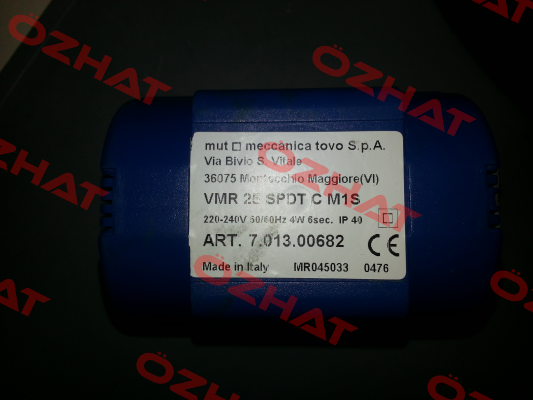 mut meccanica tovo S.p.A.
Via Bivio S. Vitale
36075 Montecchio Maggiore(VI)
VMR 25 SPDT C M1S
220-240V 50/60Hz 4W 6sec. IP 40
ART. 7.013.00682 CE
Made in Italy MR045033 0476
ÖZHAT
ÖZHAT
ÖZHAT
ÖZHAT
ÖZHAT
ÖZHAT